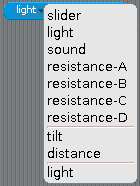 light
slider
light
sound
resistance-A
resistance-B
resistance-C
resistance-D
tilt
distance
light